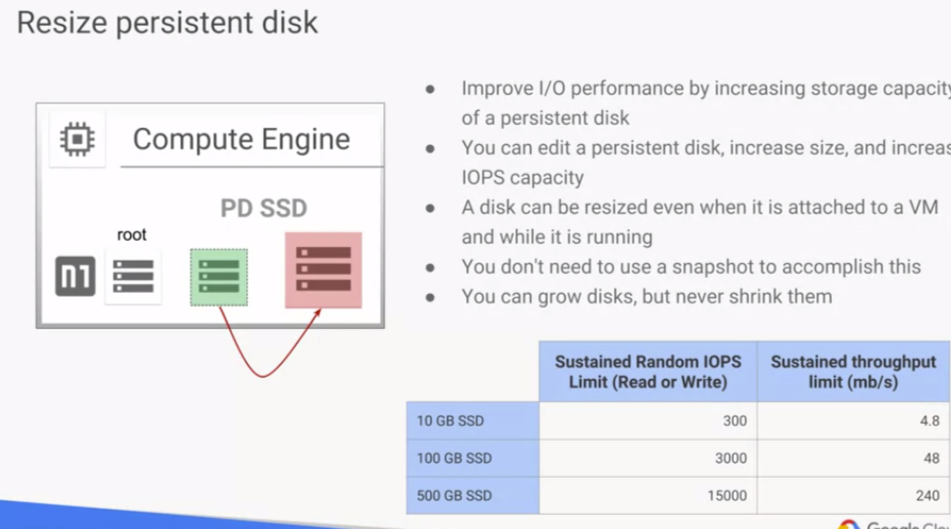 Resize persistent disk
Compute Engine
PD SSD
root
n1
Improve I/O performance by increasing storage capacity
of a persistent disk
You can edit a persistent disk, increase size, and increas
IOPS capacity
A disk can be resized even when it is attached to a VM
and while it is running
You don't need to use a snapshot to accomplish this
You can grow disks, but never shrink them
Sustained Random IOPS Limit (Read or Write) Sustained throughput limit (mb/s)
10 GB SSD 300 4.8
100 GB SSD 3000 48
500 GB SSD 15000 240
Google Clou